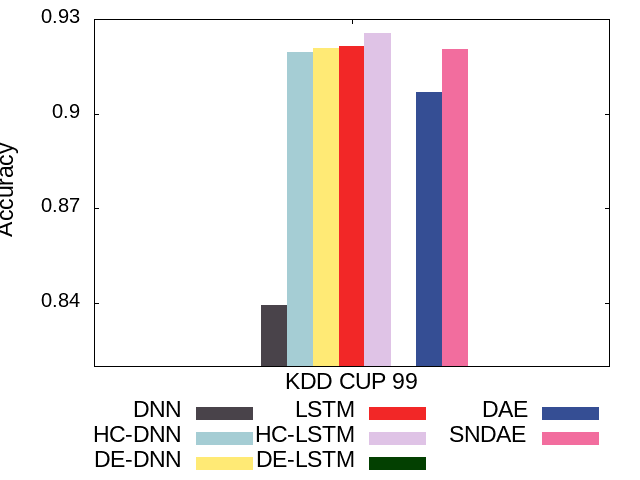 0.93
0.9
0.87
0.84
Accuracy
KDD CUP 99
DNN LSTM DAE
HC-DNN HC-LSTM SNDAE
DE-DNN DE-LSTM